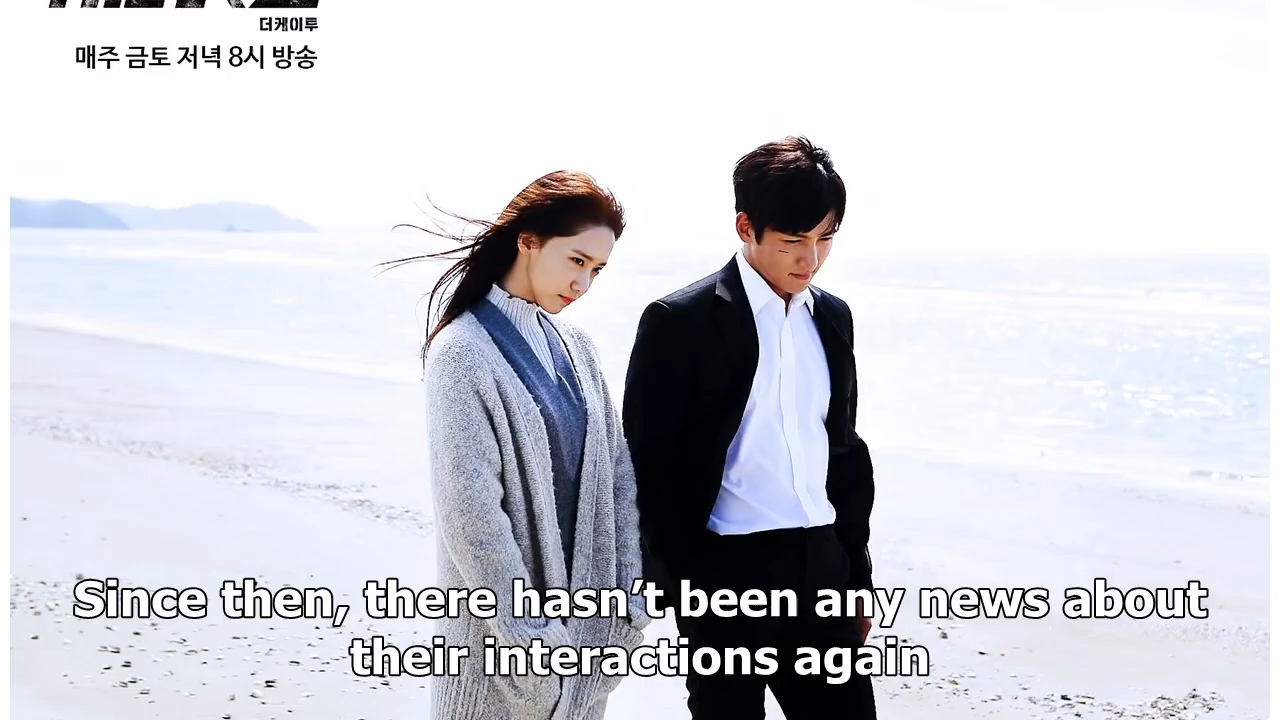 더케이투
매주 금토 저녁 8시 방송
Since then, there hasn't been any news about
their interactions again